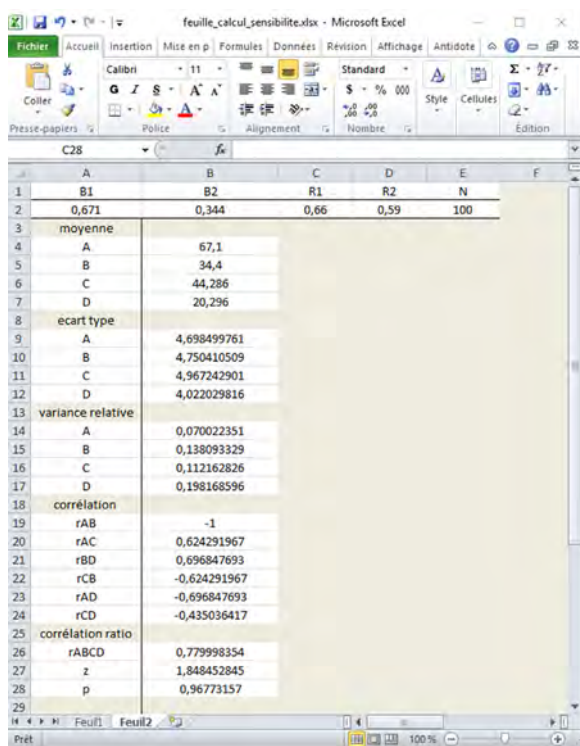 feuille_calcul_sensibilite.xlsx - Microsoft Excel
Fichier Accueil Insertion Mise en p Formules Données Révision Affichage Antidote
Coller Calibri 11 Standard Style Cellules
G I S A A $ % 000
Presse-papiers Police Alignement Nombre Édition
C28 fx
A B C D E F
1 B1 B2 R1 R2 N
2 0,671 0,344 0,66 0,59 100
3 moyenne
4 A 67,1
5 B 34,4
6 C 44,286
7 D 20,296
8 ecart type
9 A 4,698499761
10 B 4,750410509
11 C 4,967242901
12 D 4,022029816
13 variance relative
14 A 0,070022351
15 B 0,138093329
16 C 0,112162826
17 D 0,198168596
18 corrélation
19 rAB -1
20 rAC 0,624291967
21 rBD 0,696847693
22 rCB -0,624291967
23 rAD -0,696847693
24 rCD -0,435036417
25 corrélation ratio
26 rABCD 0,779998354
27 z 1,848452845
28 p 0,96773157
29
Feuil1 Feuil2
Prêt 100 %